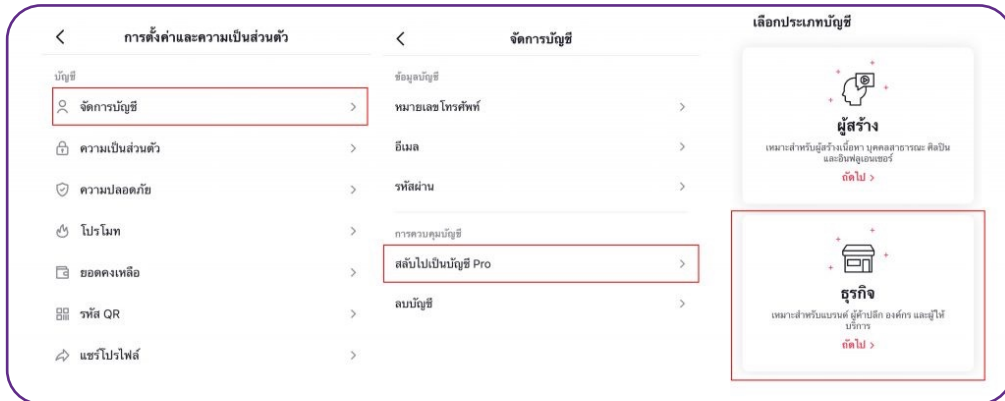 การตั้งค่าและความเป็นส่วนตัว
บัญชี
จัดการบัญชี
ความเป็นส่วนตัว
ความปลอดภัย
โปรโมท
ยอดคงเหลือ
รหัส QR
แชร์โปรไฟล์
จัดการบัญชี
ข้อมูลบัญชี
หมายเลขโทรศัพท์
อีเมล
รหัสผ่าน
การควบคุมบัญชี
สลับไปเป็นบัญชี Pro
ลบบัญชี
เลือกประเภทบัญชี
ผู้สร้าง
เหมาะสำหรับผู้สร้างเนื้อหา บุคคลสาธารณะ ศิลปิน
และอินฟลูเอนเซอร์
ถัดไป >
ธุรกิจ
เหมาะสำหรับแบรนด์ ผู้ค้าปลีก องค์กร และผู้ให้
บริการ
ถัดไป >